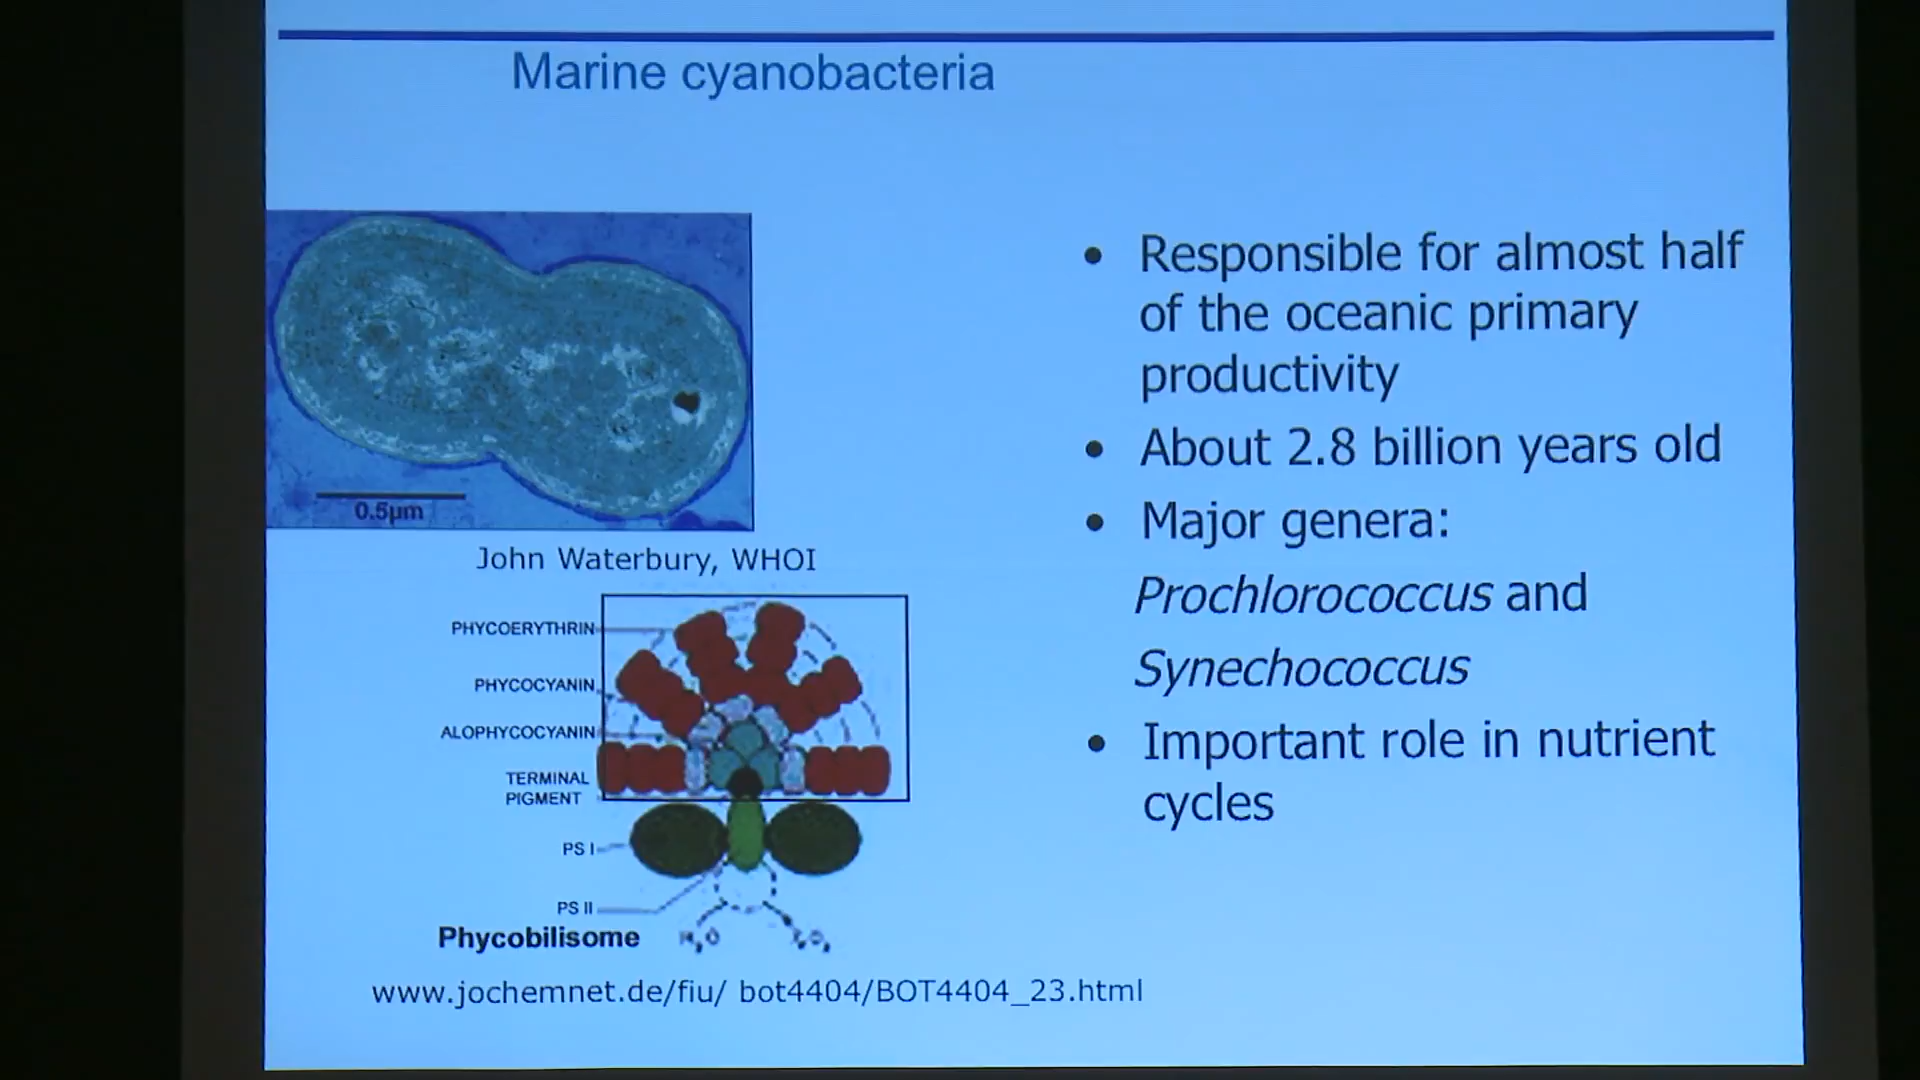 Marine cyanobacteria
0.5µm
John Waterbury, WHOI
PHYCOERYTHRIN
PHYCOCYANIN
ALOPHYCOCYANIN
TERMINAL
PIGMENT
PS I
PS II
Phycobilisome
H₂O
www.jochemnet.de/fiu/ bot4404/BOT4404_23.html
• Responsible for almost half
of the oceanic primary
productivity
• About 2.8 billion years old
• Major genera:
Prochlorococcus and
Synechococcus
• Important role in nutrient
cycles